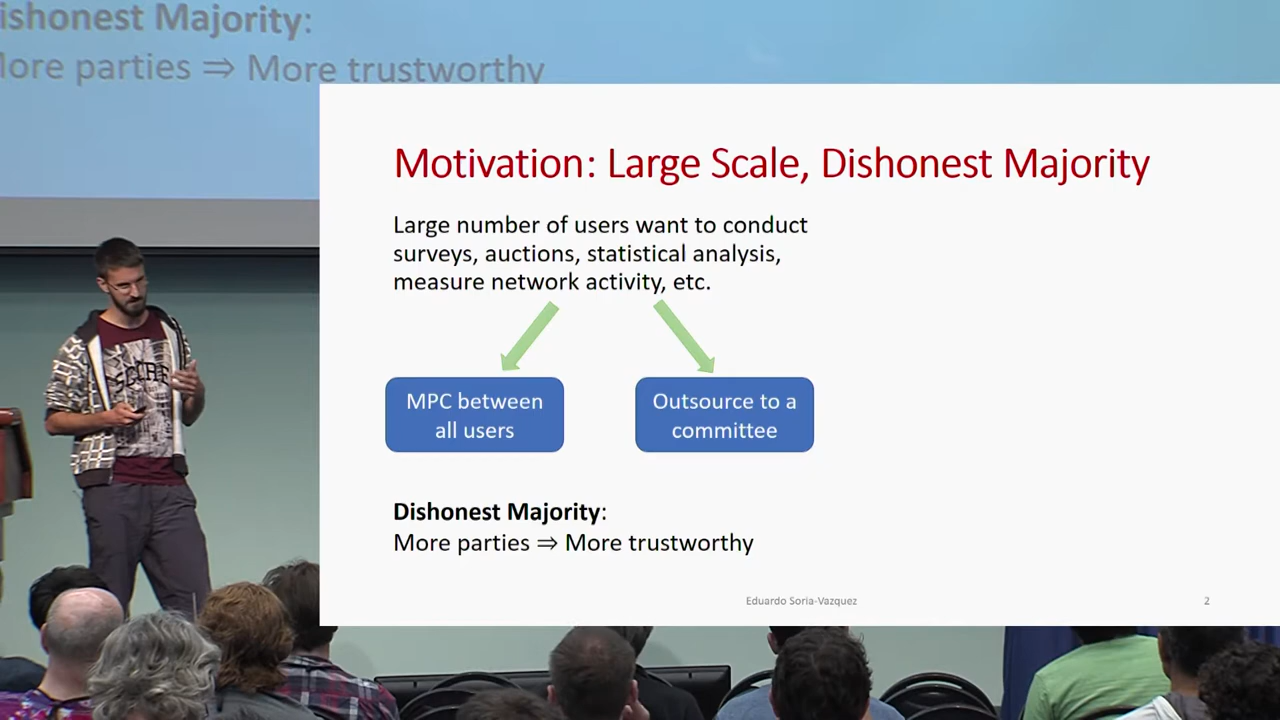 ishonest Majority:
ore parties ⇒ More trustworthy
Motivation: Large Scale, Dishonest Majority
Large number of users want to conduct
surveys, auctions, statistical analysis,
measure network activity, etc.
MPC between
all users
Outsource to a
committee
Dishonest Majority:
More parties ⇒ More trustworthy
Eduardo Soria-Vazquez
2